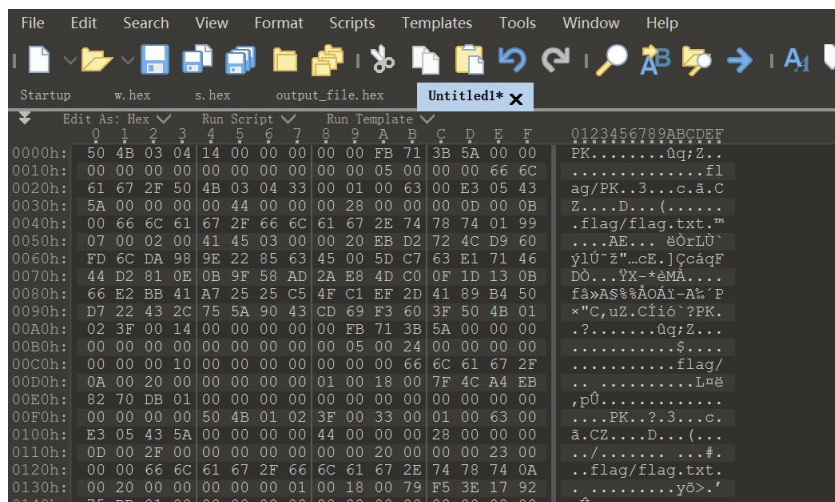 File Edit Search View Format Scripts Templates Tools Window Help
Startup w.hex s.hex output_file.hex Untitled1*
Edit As: Hex Run Script Run Template
0 1 2 3 4 5 6 7 8 9 A B C D E F 0123456789ABCDEF
0000h: 50 4B 03 04 14 00 00 00 00 00 FB 71 3B 5A 00 00 PK........ûq;Z..
0010h: 00 00 00 00 00 00 00 00 00 00 05 00 00 00 66 6C ..............fl
0020h: 61 67 2F 50 4B 03 04 33 00 01 00 63 00 E3 05 43 ag/PK..3...c.ã.C
0030h: 5A 00 00 00 00 44 00 00 00 28 00 00 00 0D 00 0B Z....D...(......
0040h: 00 66 6C 61 67 2F 66 6C 61 67 2E 74 78 74 01 99 .flag/flag.txt.™
0050h: 07 00 02 00 41 45 03 00 00 20 EB D2 72 4C D9 60 ....AE... ëÒrLÙ`
0060h: FD 6C DA 98 9E 22 85 63 45 00 5D C7 63 E1 71 46 ýlÚ˜ž"…cE.]ÇcáqF
0070h: 44 D2 81 0E 0B 9F 58 AD 2A E8 4D C0 0F 1D 13 0B DÒ...ŸX-*èMÀ....
0080h: 66 E2 BB 41 A7 25 25 C5 4F C1 EF 2D 41 89 B4 50 fâ»A§%%ÅOÁï-A‰´P
0090h: D7 22 43 2C 75 5A 90 43 CD 69 F3 60 3F 50 4B 01 ×"C,uZ.CÍió`?PK.
00A0h: 02 3F 00 14 00 00 00 00 00 FB 71 3B 5A 00 00 00 .?.......ûq;Z...
00B0h: 00 00 00 00 00 00 00 00 00 05 00 24 00 00 00 00 ...........$....
00C0h: 00 00 00 10 00 00 00 00 00 00 00 66 6C 61 67 2F ...........flag/
00D0h: 0A 00 20 00 00 00 00 00 01 00 18 00 7F 4C A4 EB .. ..........L¤ë
00E0h: 82 70 DB 01 00 00 00 00 00 00 00 00 00 00 00 00 ‚pÛ.............
00F0h: 00 00 00 00 50 4B 01 02 3F 00 33 00 01 00 63 00 ....PK..?.3...c.
0100h: E3 05 43 5A 00 00 00 00 44 00 00 00 28 00 00 00 ã.CZ....D...(...
0110h: 0D 00 2F 00 00 00 00 00 00 00 20 00 00 00 23 00 ../....... ...#.
0120h: 00 00 66 6C 61 67 2F 66 6C 61 67 2E 74 78 74 0A ..flag/flag.txt.
0130h: 00 20 00 00 00 00 00 01 00 18 00 79 F5 3E 17 92 . .........yõ>.’